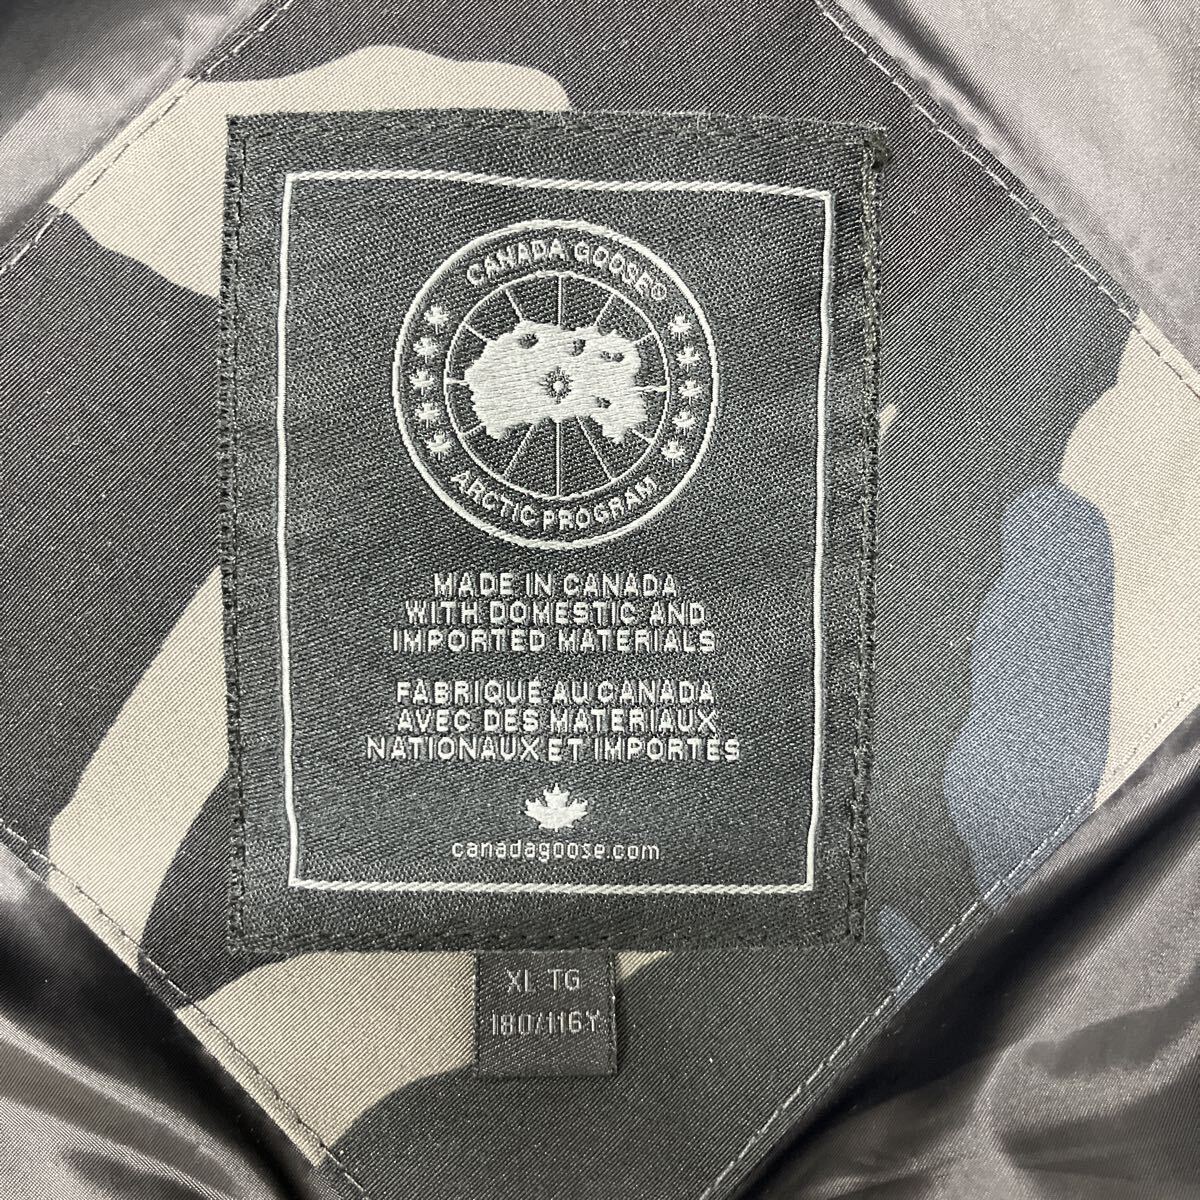 CANADA GOOSE®
ARCTIC PROGRAM
MADE IN CANADA
WITH DOMESTIC AND
IMPORTED MATERIALS
FABRIQUE AU CANADA
AVEC DES MATERIAUX
NATIONAUX ET IMPORTES
canadagoose.com
XL TG
180/116Y